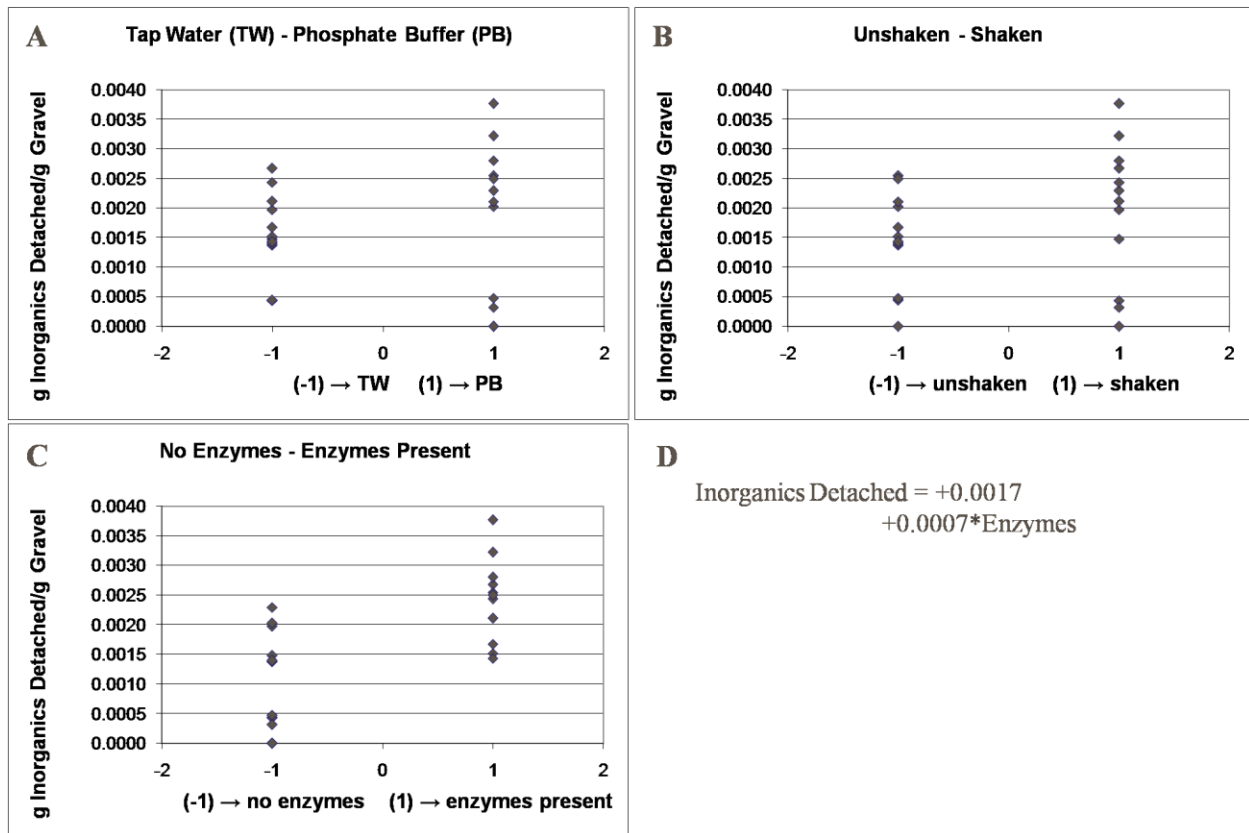 A
Tap Water (TW) - Phosphate Buffer (PB)
g Inorganics Detached/g Gravel
0.0040
0.0035
0.0030
0.0025
0.0020
0.0015
0.0010
0.0005
0.0000
-2 -1 0 1 2
(-1) → TW (1) → PB
B
Unshaken - Shaken
g Inorganics Detached/g Gravel
0.0040
0.0035
0.0030
0.0025
0.0020
0.0015
0.0010
0.0005
0.0000
-2 -1 0 1 2
(-1) → unshaken (1) → shaken
C
No Enzymes - Enzymes Present
g Inorganics Detached/g Gravel
0.0040
0.0035
0.0030
0.0025
0.0020
0.0015
0.0010
0.0005
0.0000
-2 -1 0 1 2
(-1) → no enzymes (1) → enzymes present
D
Inorganics Detached = +0.0017
+0.0007*Enzymes